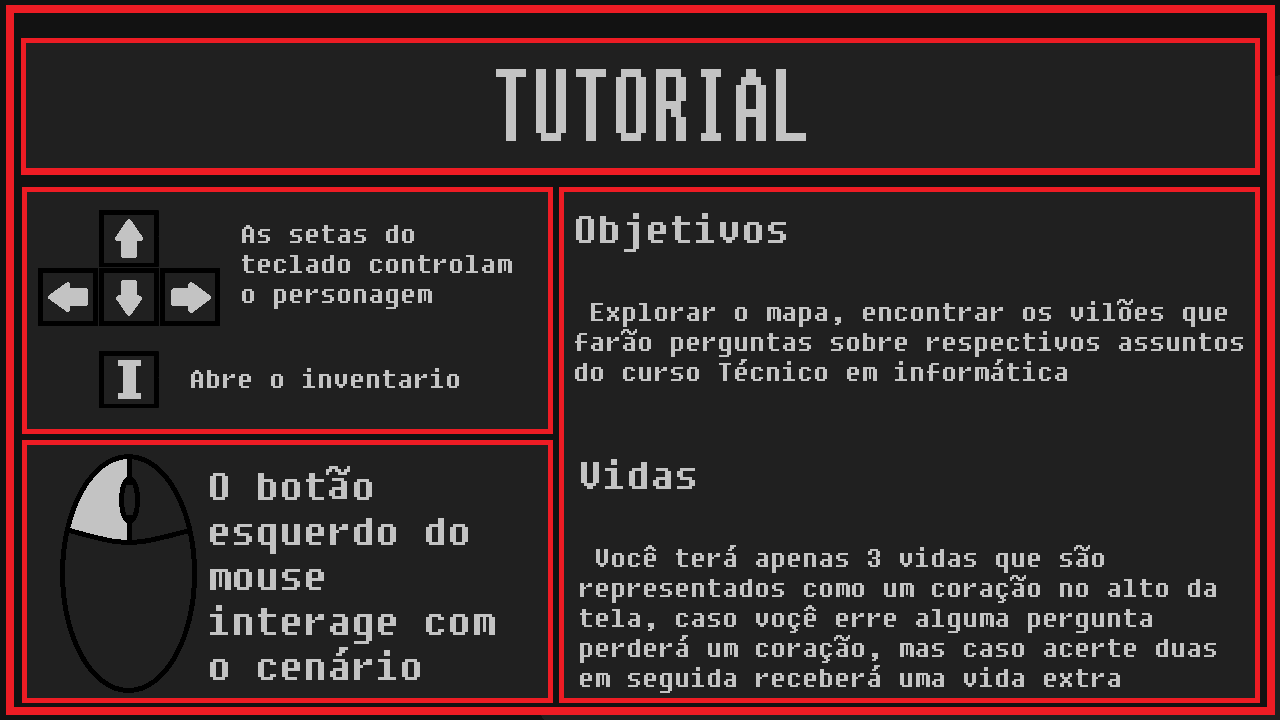 TUTORIAL
As setas do
teclado controlam
o personagem
I
Abre o inventario
O botão
esquerdo do
mouse
interage com
o cenário
Objetivos
Explorar o mapa, encontrar os vilões que
farão perguntas sobre respectivos assuntos
do curso Técnico em informática
Vidas
Você terá apenas 3 vidas que são
representados como um coração no alto da
tela, caso voçê erre alguma pergunta
perderá um coração, mas caso acerte duas
em seguida receberá uma vida extra